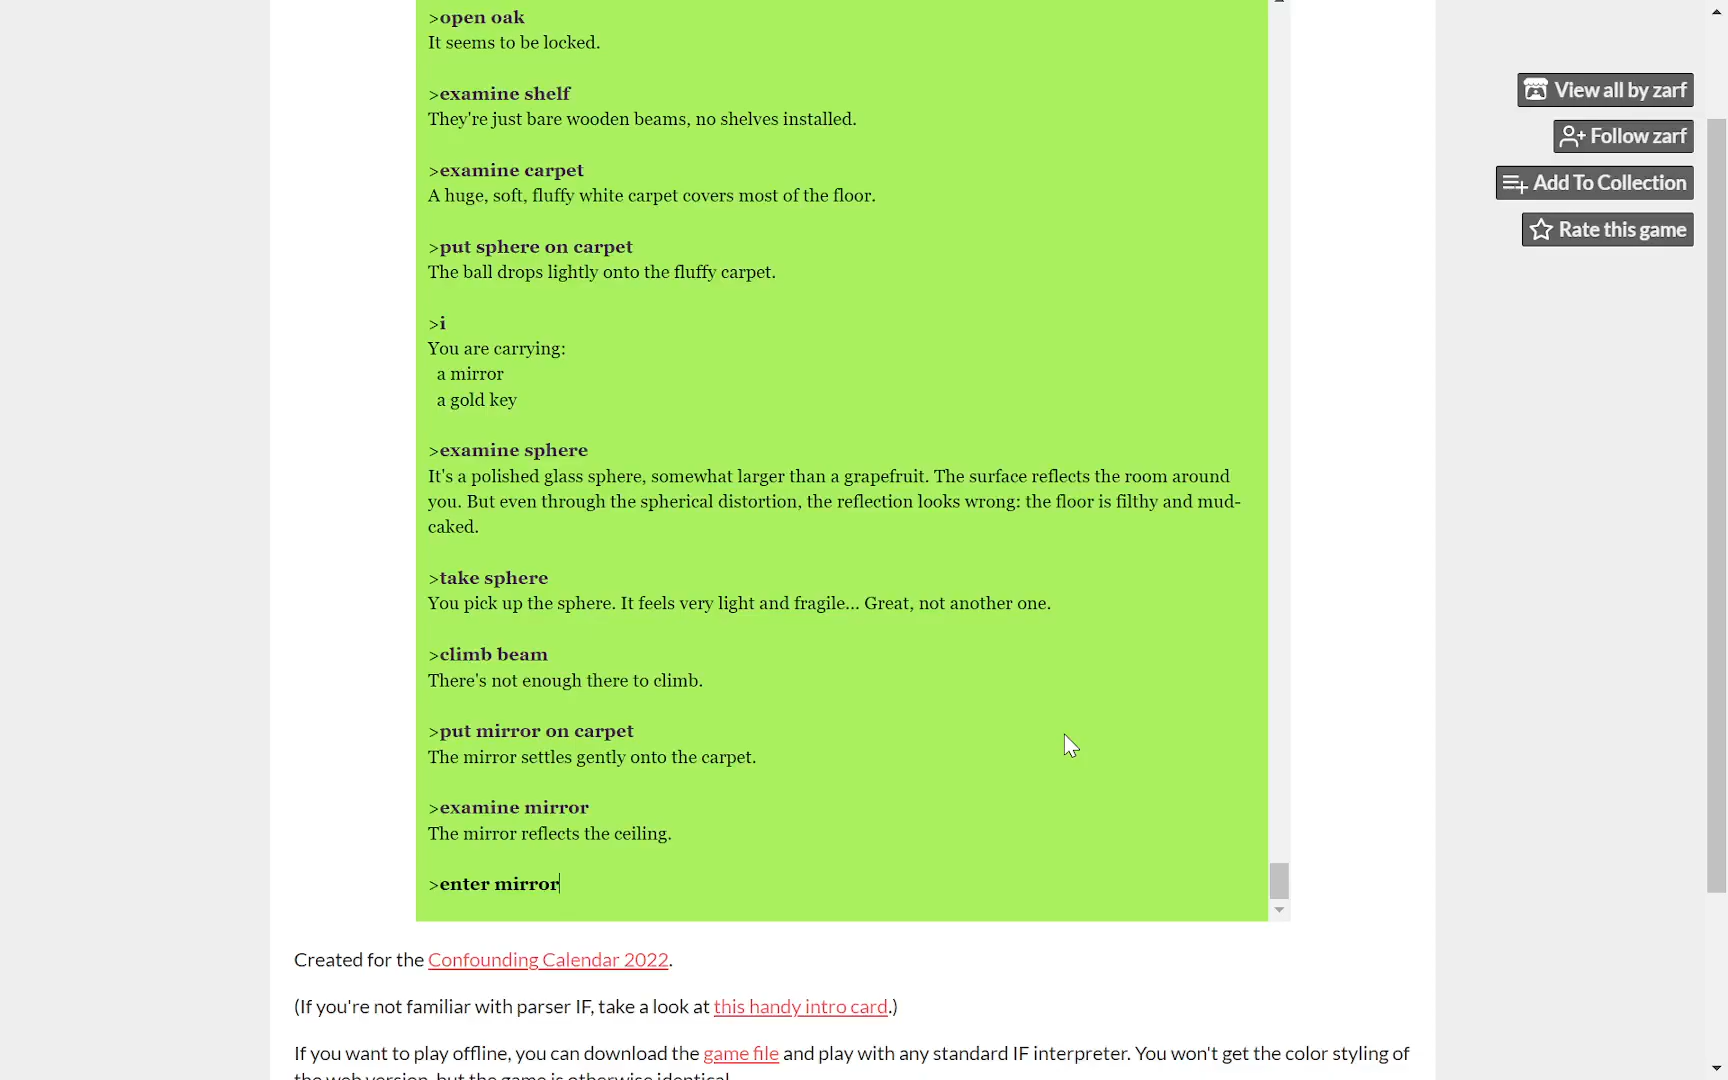 >open oak
It seems to be locked.
>examine shelf
They're just bare wooden beams, no shelves installed.
>examine carpet
A huge, soft, fluffy white carpet covers most of the floor.
>put sphere on carpet
The ball drops lightly onto the fluffy carpet.
>i
You are carrying:
a mirror
a gold key
>examine sphere
It's a polished glass sphere, somewhat larger than a grapefruit. The surface reflects the room around
you. But even through the spherical distortion, the reflection looks wrong: the floor is filthy and mud-
caked.
>take sphere
You pick up the sphere. It feels very light and fragile... Great, not another one.
>climb beam
There's not enough there to climb.
>put mirror on carpet
The mirror settles gently onto the carpet.
>examine mirror
The mirror reflects the ceiling.
>enter mirror
Created for the Confounding Calendar 2022.
(If you're not familiar with parser IF, take a look at this handy intro card.)
If you want to play offline, you can download the game file and play with any standard IF interpreter. You won't get the color styling of
the web version, but the game is otherwise identical.
View all by zarf
Follow zarf
Add To Collection
Rate this game